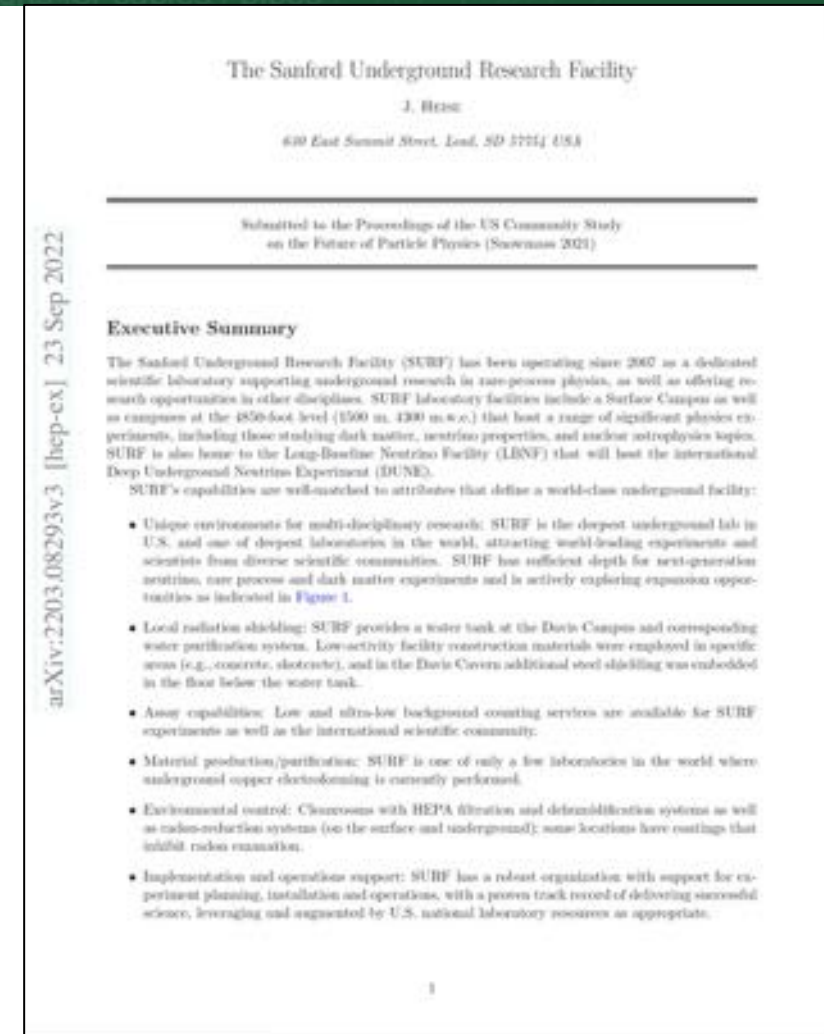 The Sanford Underground Research Facility
J. Heise
630 East Summit Street, Lead, SD 57754 USA
Submitted to the Proceedings of the US Community Study
on the Future of Particle Physics (Snowmass 2021)
arXiv:2203.08293v3 [hep-ex] 23 Sep 2022
Executive Summary
The Sanford Underground Research Facility (SURF) has been operating since 2007 as a dedicated
scientific laboratory supporting underground research in rare-process physics, as well as offering re-
search opportunities in other disciplines. SURF laboratory facilities include a Surface Campus as well
as campuses at the 4850-foot level (1500 m, 4300 m.w.e.) that host a range of significant physics ex-
periments, including those studying dark matter, neutrino properties, and nuclear astrophysics topics.
SURF is also home to the Long-Baseline Neutrino Facility (LBNF) that will host the international
Deep Underground Neutrino Experiment (DUNE).
SURF's capabilities are well-matched to attributes that define a world-class underground facility:
• Unique environments for multi-disciplinary research: SURF is the deepest underground lab in
U.S. and one of deepest laboratories in the world, attracting world-leading experiments and
scientists from diverse scientific communities. SURF has sufficient depth for next-generation
neutrino, rare process and dark matter experiments and is actively exploring expansion oppor-
tunities as indicated in Figure 1.
• Local radiation shielding: SURF provides a water tank at the Davis Campus and corresponding
water purification system. Low-activity facility construction materials were employed in specific
areas (e.g., concrete, shotcrete), and in the Davis Cavern additional steel shielding was embedded
in the floor below the water tank.
• Assay capabilities: Low and ultra-low background counting services are available for SURF
experiments as well as the international scientific community.
• Material production/purification: SURF is one of only a few laboratories in the world where
underground copper electroforming is currently performed.
• Environmental control: Cleanrooms with HEPA filtration and dehumidification systems as well
as radon-reduction systems (on the surface and underground); some locations have coatings that
inhibit radon emanation.
• Implementation and operations support: SURF has a robust organization with support for ex-
periment planning, installation and operations, with a proven track record of delivering successful
science, leveraging and augmented by U.S. national laboratory resources as appropriate.
1